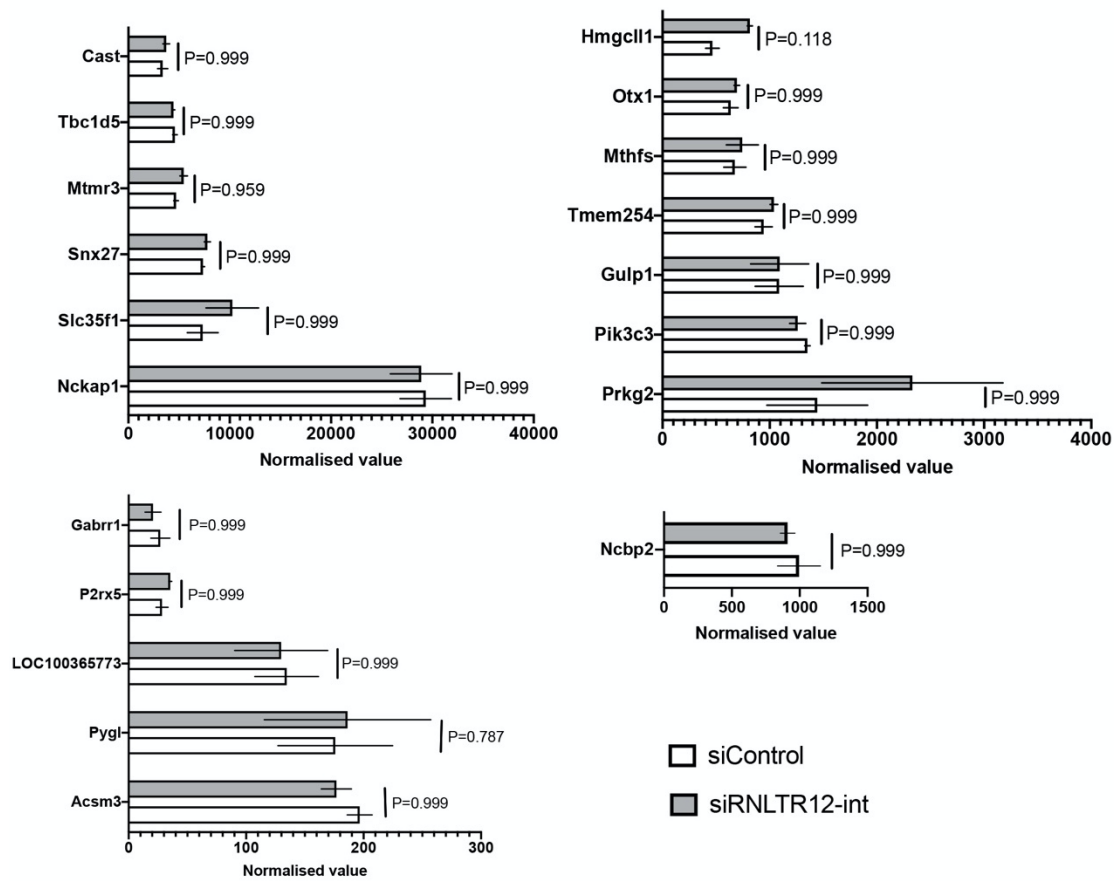 Cast
P=0.999
Tbc1d5
P=0.999
Mtmr3
P=0.959
Snx27
P=0.999
Slc35f1
P=0.999
Nckap1
P=0.999
0 10000 20000 30000 40000
Normalised value
Hmgcll1
P=0.118
Otx1
P=0.999
Mthfs
P=0.999
Tmem254
P=0.999
Gulp1
P=0.999
Pik3c3
P=0.999
Prkg2
P=0.999
0 1000 2000 3000 4000
Normalised value
Gabrr1
P=0.999
P2rx5
P=0.999
LOC100365773
P=0.999
Pygl
P=0.787
Acsm3
P=0.999
0 100 200 300
Normalised value
Ncbp2
P=0.999
0 500 1000 1500
Normalised value
siControl
siRNLTR12-int